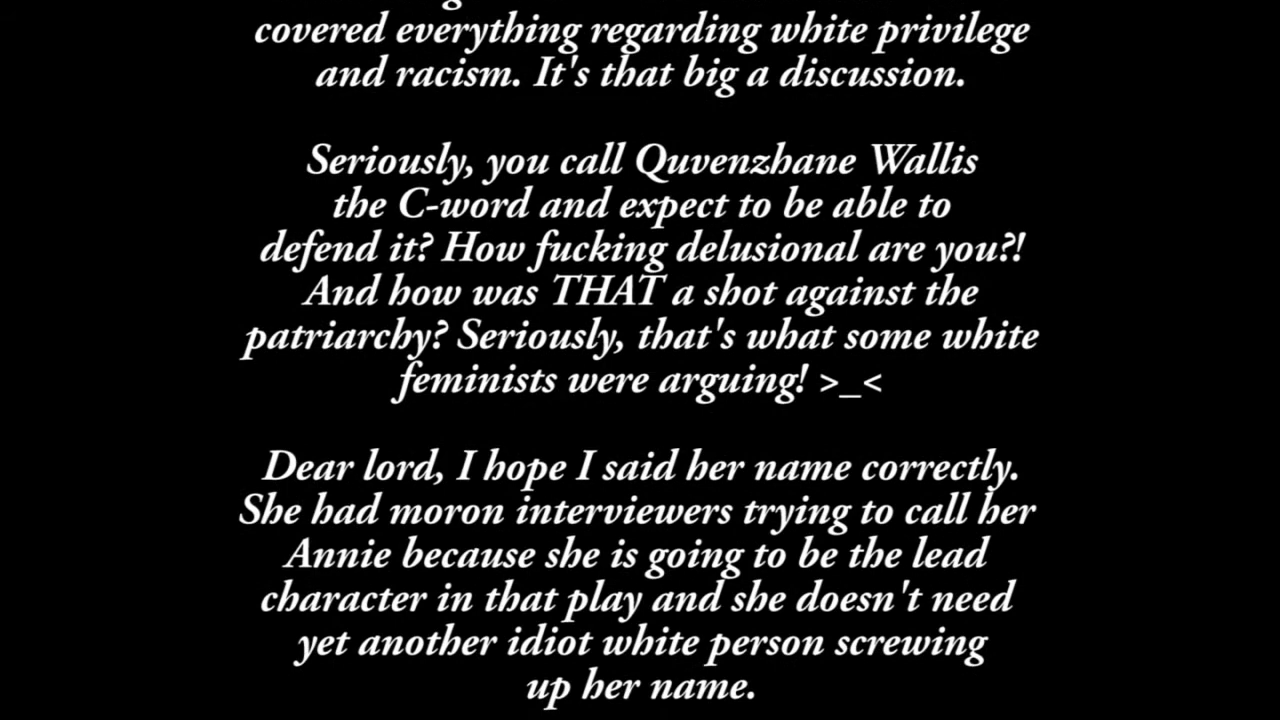 covered everything regarding white privilege
and racism. It's that big a discussion.
Seriously, you call Quvenzhane Wallis
the C-word and expect to be able to
defend it? How fucking delusional are you?!
And how was THAT a shot against the
patriarchy? Seriously, that's what some white
feminists were arguing! >_<
Dear lord, I hope I said her name correctly.
She had moron interviewers trying to call her
Annie because she is going to be the lead
character in that play and she doesn't need
yet another idiot white person screwing
up her name.